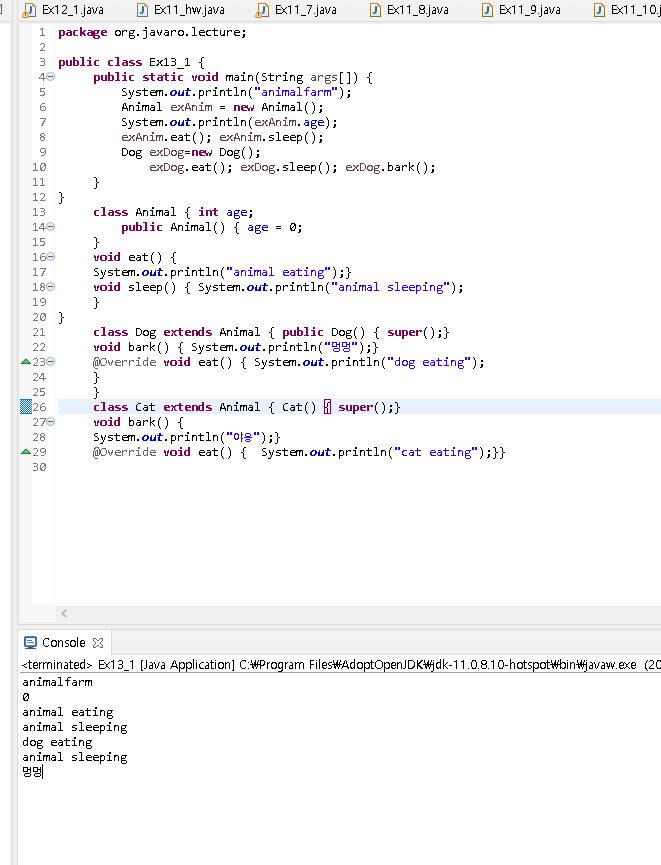 Ex12_1.java Ex11_hw.java Ex11_7.java Ex11_8.java Ex11_9.java Ex11_10.j
1 package org.javaro.lecture;
2
3 public class Ex13_1 {
4 public static void main(String args[]) {
5 System.out.println("animalfarm");
6 Animal exAnim = new Animal();
7 System.out.println(exAnim.age);
8 exAnim.eat(); exAnim.sleep();
9 Dog exDog=new Dog();
10 exDog.eat(); exDog.sleep(); exDog.bark();
11 }
12 }
13 class Animal { int age;
14 public Animal() { age = 0;
15 }
16 void eat() {
17 System.out.println("animal eating");}
18 void sleep() { System.out.println("animal sleeping");
19 }
20 }
21 class Dog extends Animal { public Dog() { super();}
22 void bark() { System.out.println("멍멍");}
23 @Override void eat() { System.out.println("dog eating");
24 }
25 }
26 class Cat extends Animal { Cat() { super();}
27 void bark() {
28 System.out.println("야옹");}
29 @Override void eat() { System.out.println("cat eating");}}
30
Console
<terminated> Ex13_1 [Java Application] C:₩Program Files₩AdoptOpenJDK₩jdk-11.0.8.10-hotspot₩bin₩javaw.exe (20
animalfarm
0
animal eating
animal sleeping
dog eating
animal sleeping
멍멍